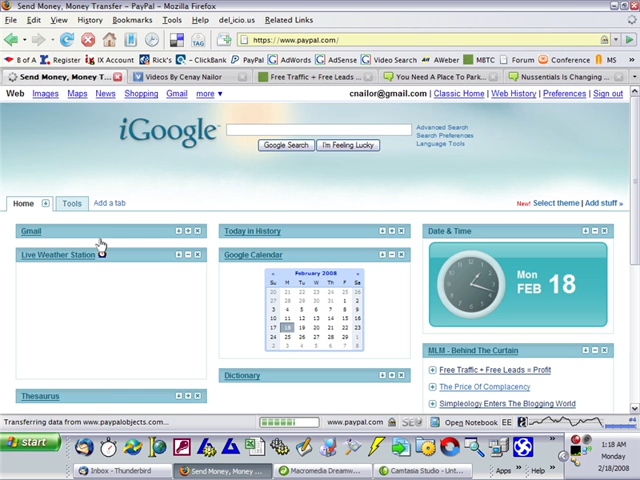 Send Money, Money Transfer - PayPal - Mozilla Firefox
File Edit View History Bookmarks Tools Help del.icio.us Related Links
TAG https://www.paypal.com/
B of A Register IX Account Rick's - Clickbank PayPal AdWords AdSense Google Video AWeber MBTC Forum Conference MS
Send Money, Money T... Videos By Cenay Nailor Free Traffic + Free Leads ... You Need A Place To Park... Nussentials Is Changing ...
Web Images Maps News Shopping Gmail more ▼ cnailor@gmail.com | Classic Home | Web History | Preferences | Sign out
iGoogle
Advanced Search
Search Preferences
Language Tools
Google Search I'm Feeling Lucky
Home Tools Add a tab New! Select theme | Add stuff »
Gmail Today in History Date & Time
Live Weather Station Google Calendar
« February 2008 »
Su M T W Th F Sa
20 21 22 23 24 25 26
27 28 29 30 31 1 2
3 4 5 6 7 8 9
10 11 12 13 14 15 16
17 18 19 20 21 22 23
24 25 26 27 28 29 1
2 3 4 5 6 7 8
Mon
FEB 18
MLM - Behind The Curtain
Free Traffic + Free Leads = Profit
The Price Of Complacency
Simpleology Enters The Blogging World
Dictionary
Thesaurus
Transferring data from www.paypalobjects.com... www.paypal.com Open Notebook EE
start
Inbox - Thunderbird Send Money, Money ... Macromedia Dreamw... Camtasia Studio - Unt... Apps » Help »
1:18 AM
Monday
2/18/2008